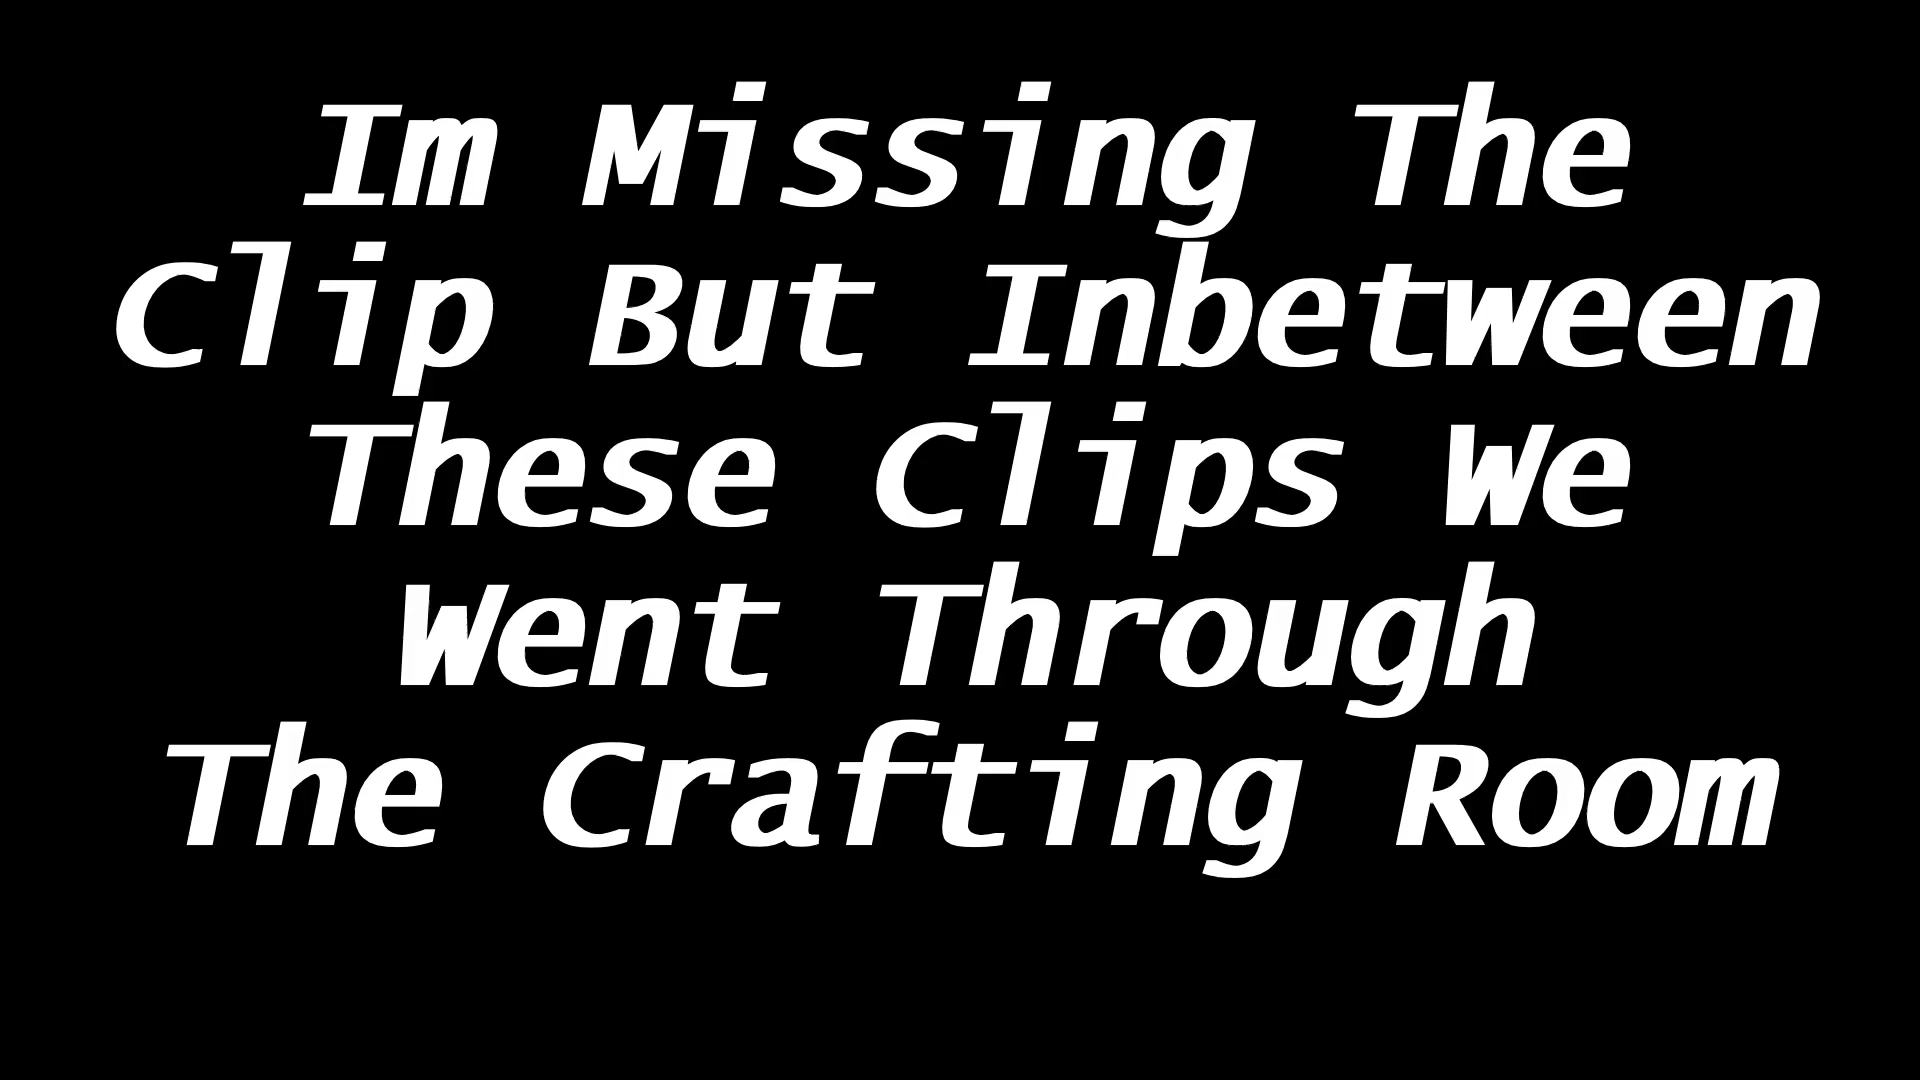 Im Missing The
Clip But Inbetween
These Clips We
Went Through
The Crafting Room